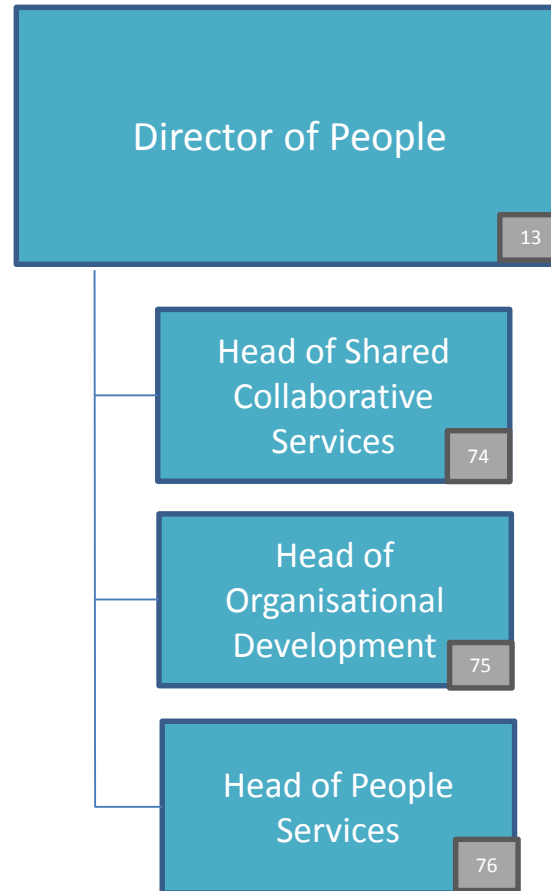 Director of People
13
Head of Shared
Collaborative
Services
74
Head of
Organisational
Development
75
Head of People
Services
76